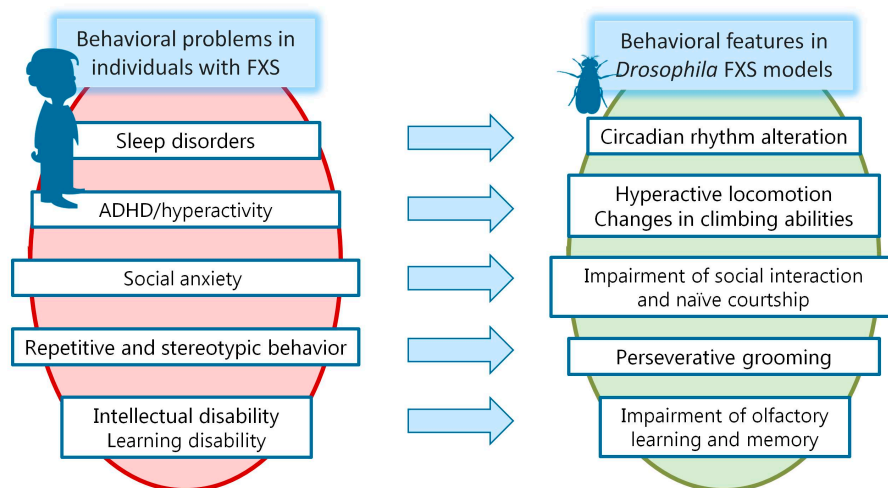 Behavioral problems in
individuals with FXS
Behavioral features in
Drosophila FXS models
Sleep disorders
Circadian rhythm alteration
ADHD/hyperactivity
Hyperactive locomotion
Changes in climbing abilities
Social anxiety
Impairment of social interaction
and naïve courtship
Repetitive and stereotypic behavior
Perseverative grooming
Intellectual disability
Learning disability
Impairment of olfactory
learning and memory